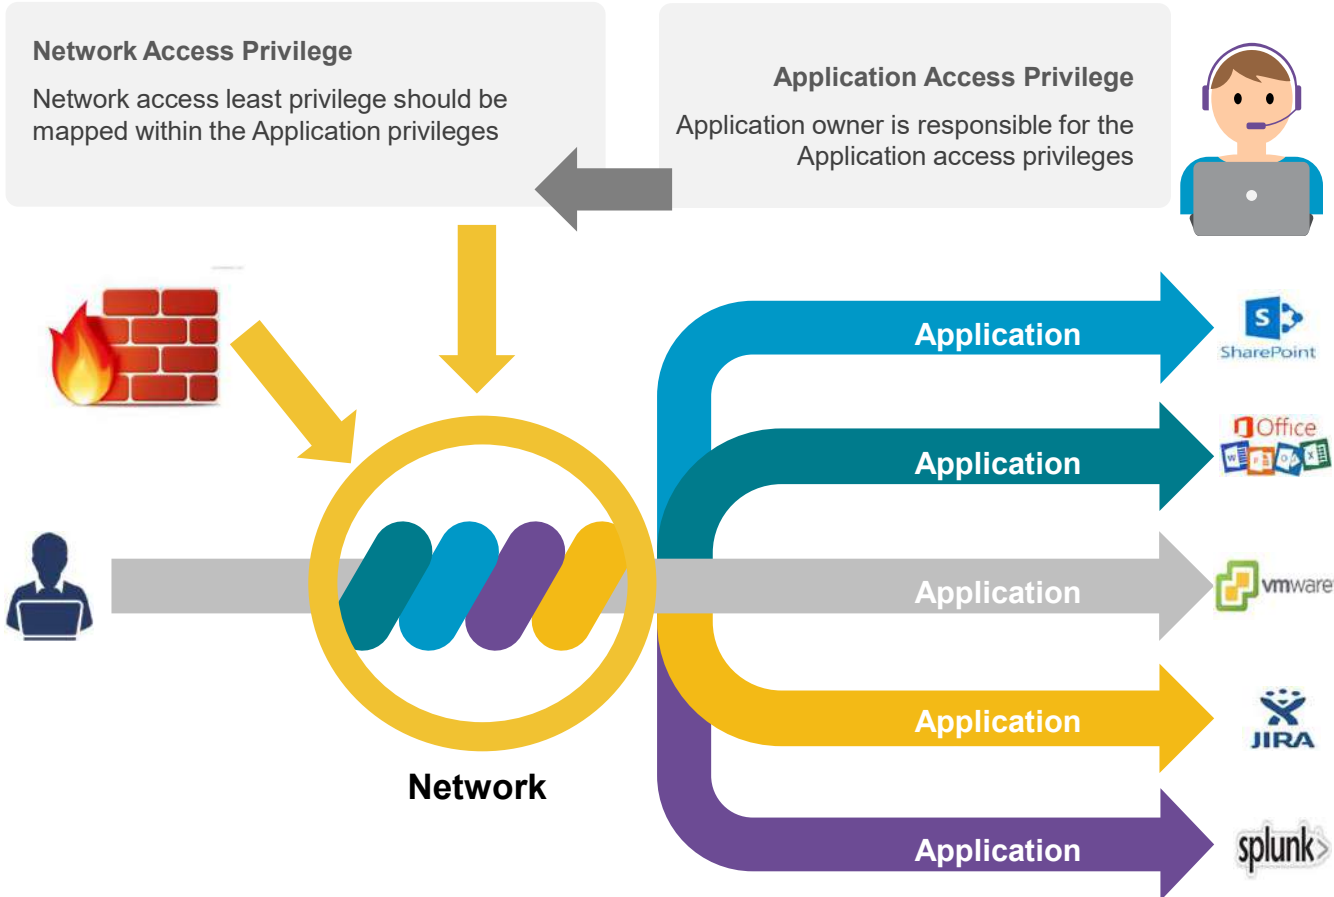 Network Access Privilege
Network access least privilege should be
mapped within the Application privileges
Application Access Privilege
Application owner is responsible for the
Application access privileges
Application
S
SharePoint
Application
Office
W P O X
Application
vmware
Application
JIRA
Network
Application
splunk>